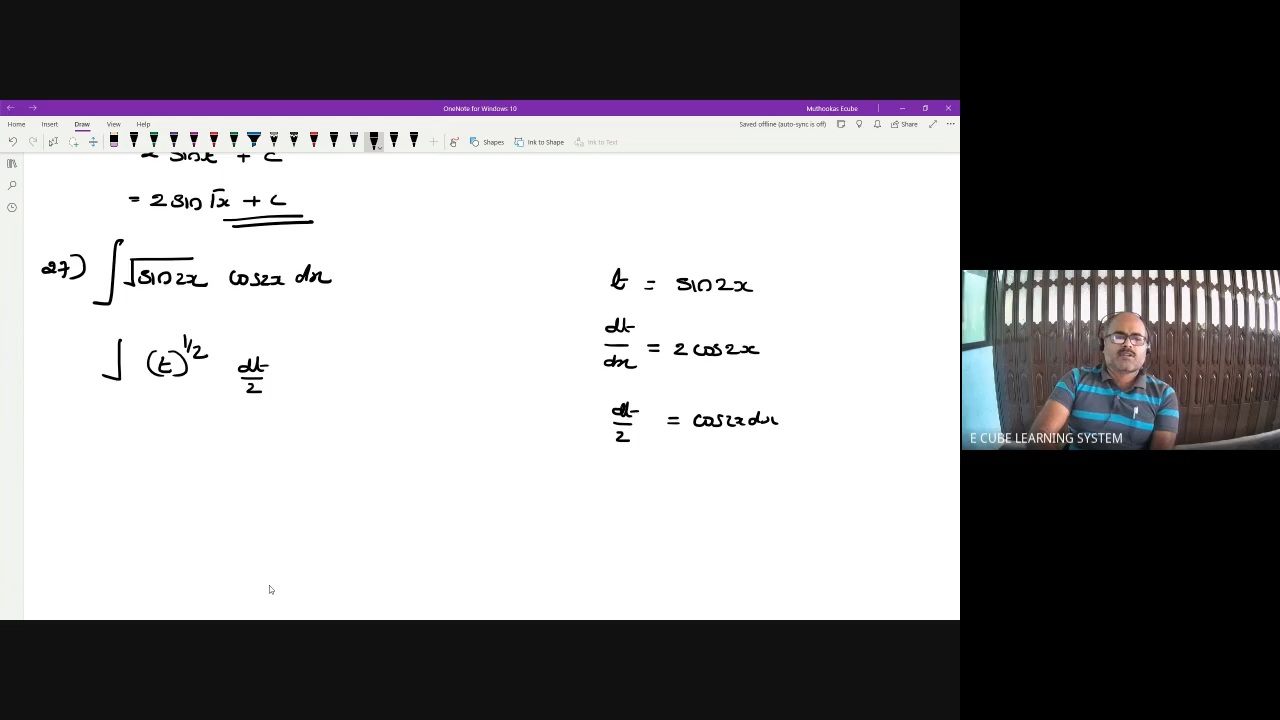 OneNote for Windows 10
Muthookas Ecube
Home Insert Draw View Help
Saved offline (auto-sync is off) Share
Shapes Ink to Shape Ink to Text
2 sin t + C
= 2 sin √x + C
27) ∫ √sin2x cos2x dx
∫ (t)^1/2 dt/2
t = sin2x
dt/dx = 2 cos2x
dt/2 = cos2x dx
E CUBE LEARNING SYSTEM